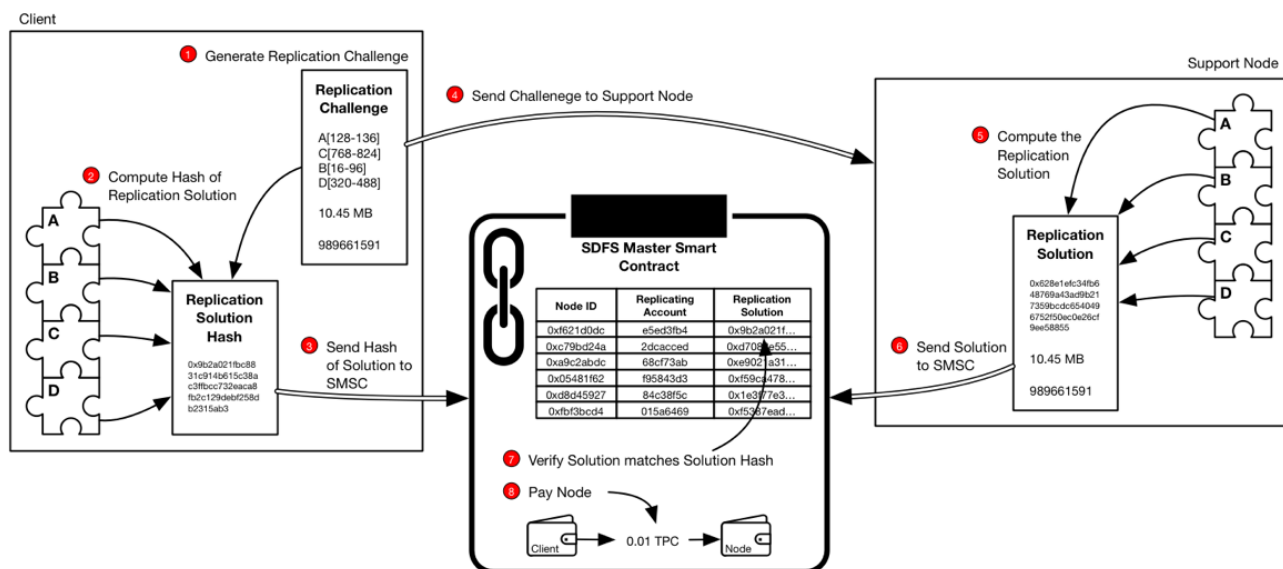 Client
1 Generate Replication Challenge
Replication
Challenge
A[128-136]
C[768-824]
B[16-96]
D[320-488]
10.45 MB
989661591
2 Compute Hash of
Replication Solution
A
B
C
D
Replication
Solution
Hash
0x9b2a021fbc88
31c914b615c38a
c3ffbcc732eaca8
fb2c129debf258d
b2315ab3
3 Send Hash
of Solution to
SMSC
4 Send Challenege to Support Node
Support Node
5 Compute the
Replication
Solution
A
B
C
D
Replication
Solution
0x628e1efc34fb6
48769a43ad9b21
7359bcdc654049
6752f50ec0e26cf
9ee58855
10.45 MB
989661591
6 Send Solution
to SMSC
SDFS Master Smart
Contract
Node ID Replicating Account Replication Solution
0xf621d0dc e5ed3fb4 0x9b2a021f...
0xc79bd24a 2dcacced
0xa9c2abdc 68cf73ab
0x05481f62 f95843d3 0xf59ca478...
0xd8d45927 84c38f5c
0xfbf3bcd4 015a6469
7 Verify Solution matches Solution Hash
8 Pay Node
Client
0.01 TPC
Node